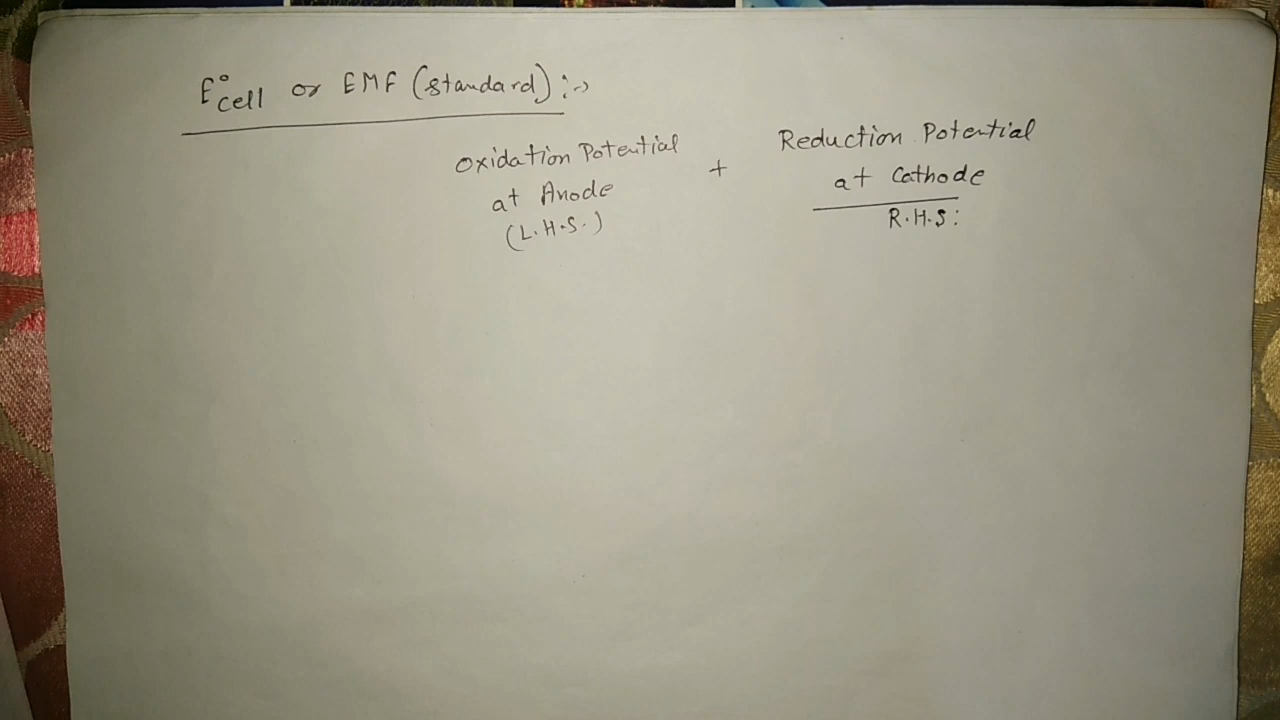 E°cell or EMF (standard) :→
Oxidation Potential + Reduction Potential
at Anode at Cathode
(L.H.S.) R.H.S: